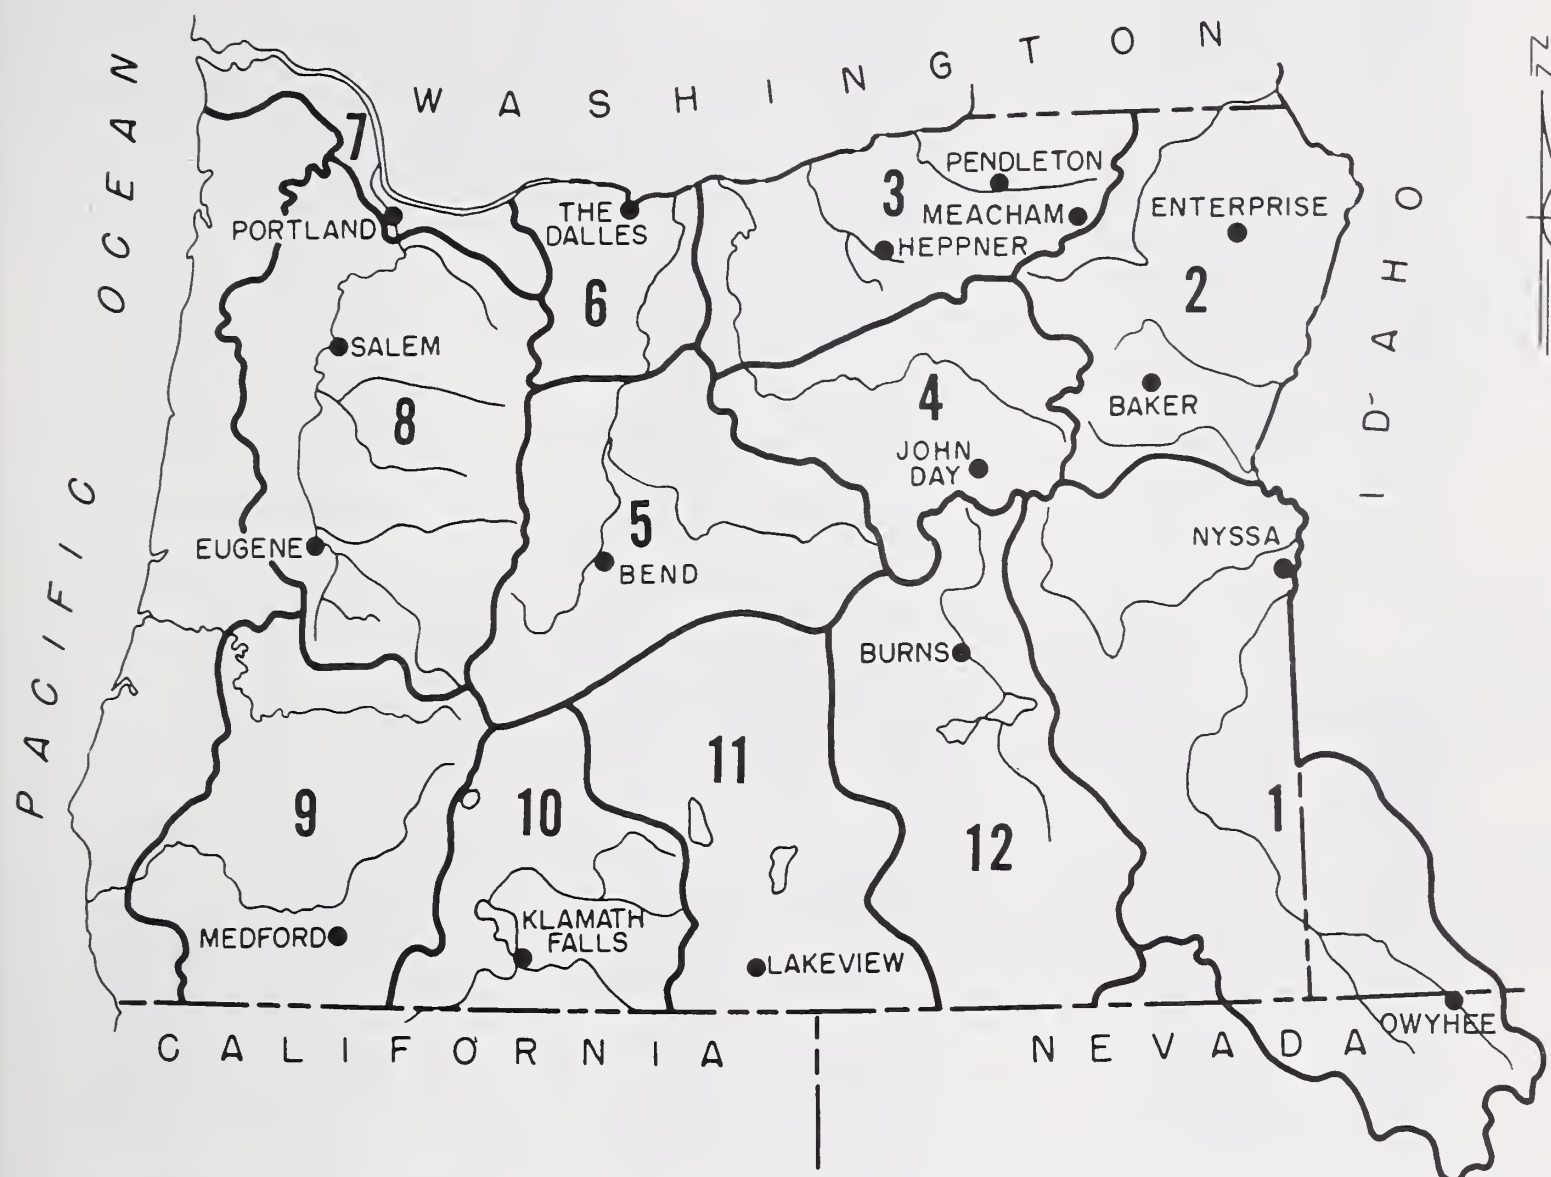 WASHINGTON
PACIFIC OCEAN
7
PENDLETON
3
MEACHAM
HEPPNER
ENTERPRISE
2
IDAHO
PORTLAND
THE
DALLES
6
SALEM
8
4
BAKER
JOHN
DAY
5
BEND
NYSSA
EUGENE
BURNS
11
9
10
12
1
MEDFORD
KLAMATH
FALLS
LAKEVIEW
OWYHEE
CALIFORNIA
NEVADA